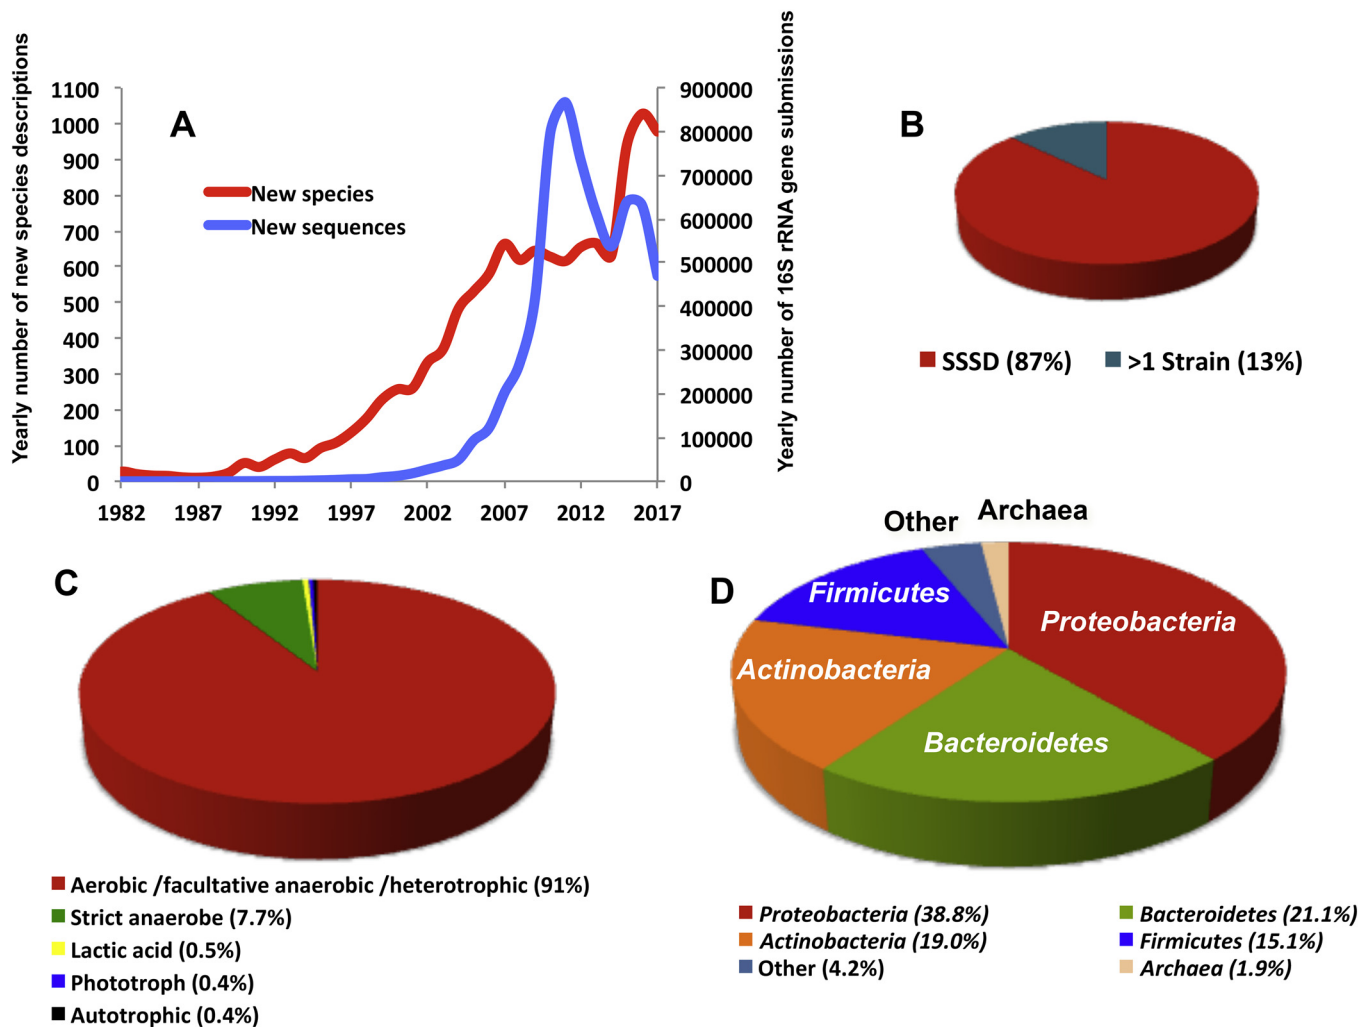 A
Yearly number of new species descriptions
1100
1000
900
800
700
600
500
400
300
200
100
0
New species
New sequences
900000
800000
700000
600000
500000
400000
300000
200000
100000
0
Yearly number of 16S rRNA gene submissions
1982 1987 1992 1997 2002 2007 2012 2017
B
SSSD (87%) >1 Strain (13%)
C
Aerobic /facultative anaerobic /heterotrophic (91%)
Strict anaerobe (7.7%)
Lactic acid (0.5%)
Phototroph (0.4%)
Autotrophic (0.4%)
D
Other
Archaea
Firmicutes
Proteobacteria
Actinobacteria
Bacteroidetes
Proteobacteria (38.8%) Bacteroidetes (21.1%)
Actinobacteria (19.0%) Firmicutes (15.1%)
Other (4.2%) Archaea (1.9%)